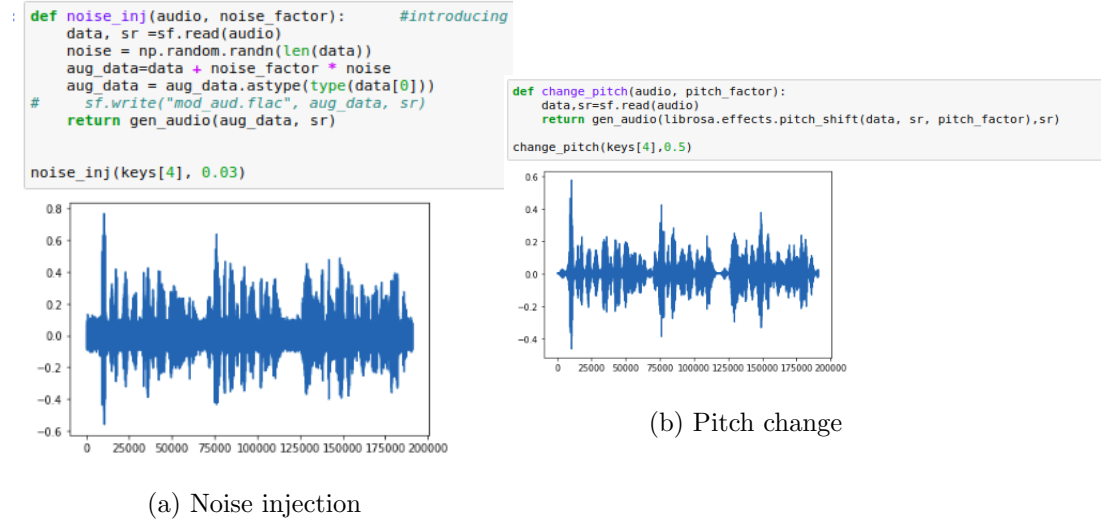 : def noise_inj(audio, noise_factor):      #introducing
    data, sr =sf.read(audio)
    noise = np.random.randn(len(data))
    aug_data=data + noise_factor * noise
    aug_data = aug_data.astype(type(data[0]))
#     sf.write("mod_aud.flac", aug_data, sr)
    return gen_audio(aug_data, sr)
noise_inj(keys[4], 0.03)
0.8
0.6
0.4
0.2
0.0
−0.2
−0.4
−0.6
0 25000 50000 75000 100000 125000 150000 175000 200000
(a) Noise injection
def change_pitch(audio, pitch_factor):
    data,sr=sf.read(audio)
    return gen_audio(librosa.effects.pitch_shift(data, sr, pitch_factor),sr)
change_pitch(keys[4],0.5)
0.6
0.4
0.2
0.0
−0.2
−0.4
0 25000 50000 75000 100000 125000 150000 175000 200000
(b) Pitch change